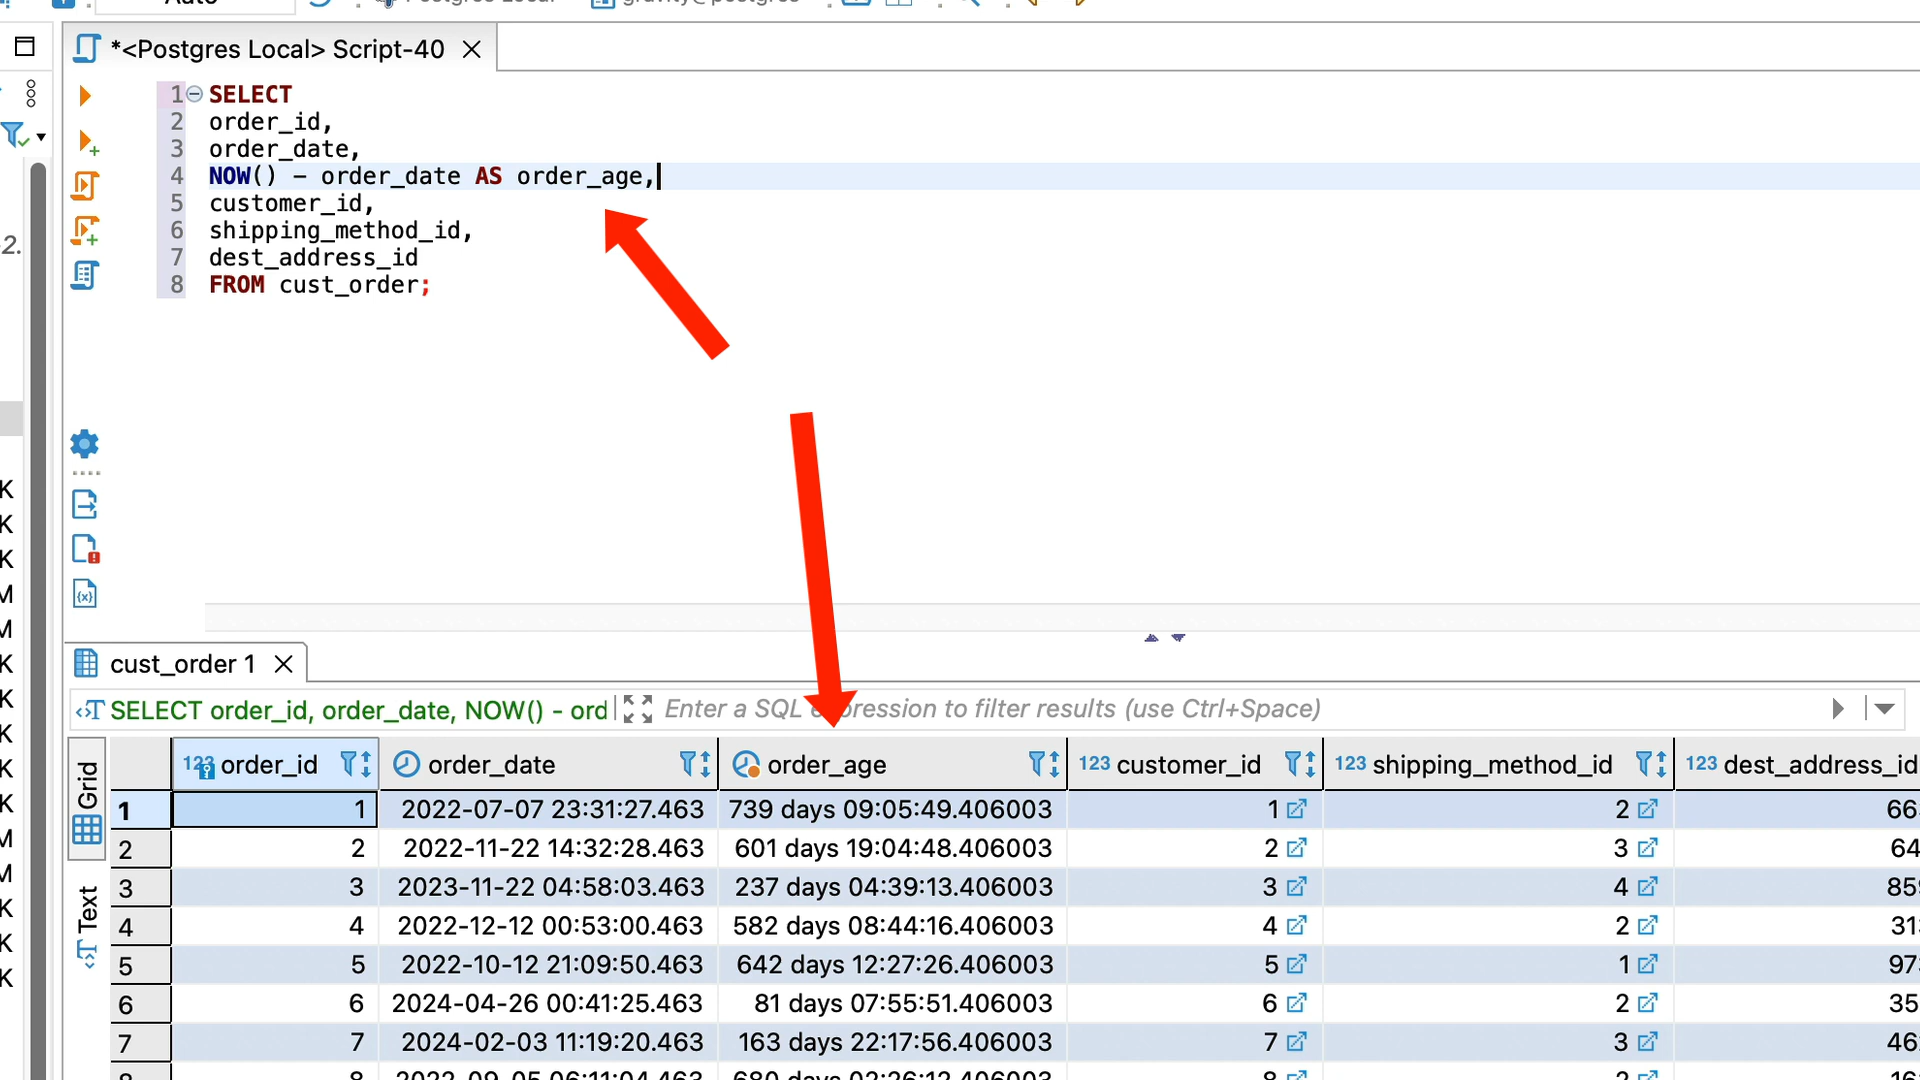 *<Postgres Local> Script-40
1 SELECT
2 order_id,
3 order_date,
4 NOW() - order_date AS order_age,
5 customer_id,
6 shipping_method_id,
7 dest_address_id
8 FROM cust_order;
-2.
K
K
K
M
M
K
K
K
K
K
M
M
K
K
K
cust_order 1
SELECT order_id, order_date, NOW() - ord
Enter a SQL expression to filter results (use Ctrl+Space)
Grid
Text
123 order_id order_date order_age 123 customer_id 123 shipping_method_id 123 dest_address_id
1 1 2022-07-07 23:31:27.463 739 days 09:05:49.406003 1 2 66
2 2 2022-11-22 14:32:28.463 601 days 19:04:48.406003 2 3 64
3 3 2023-11-22 04:58:03.463 237 days 04:39:13.406003 3 4 85
4 4 2022-12-12 00:53:00.463 582 days 08:44:16.406003 4 2 31
5 5 2022-10-12 21:09:50.463 642 days 12:27:26.406003 5 1 97
6 6 2024-04-26 00:41:25.463 81 days 07:55:51.406003 6 2 35
7 7 2024-02-03 11:19:20.463 163 days 22:17:56.406003 7 3 46